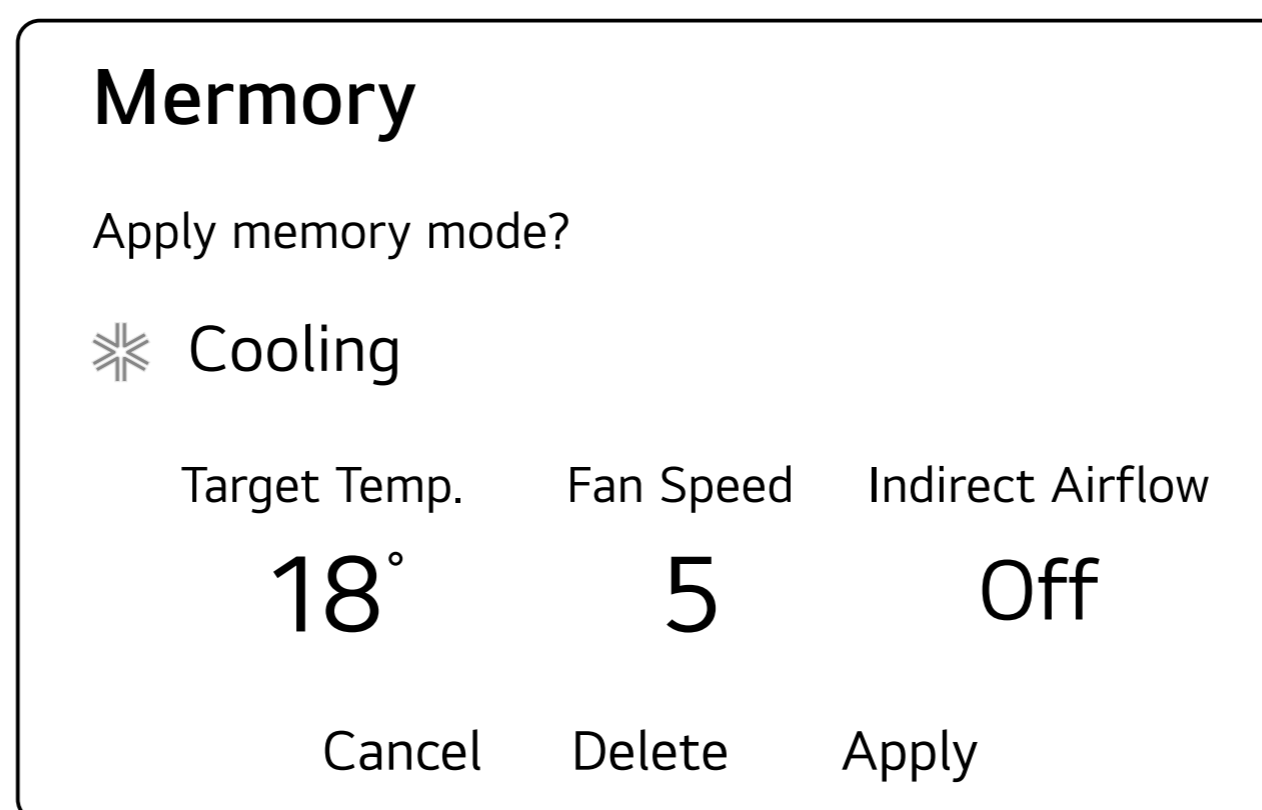 Mermory
Apply memory mode?
Cooling
Target Temp. Fan Speed Indirect Airflow
18° 5 Off
Cancel Delete Apply